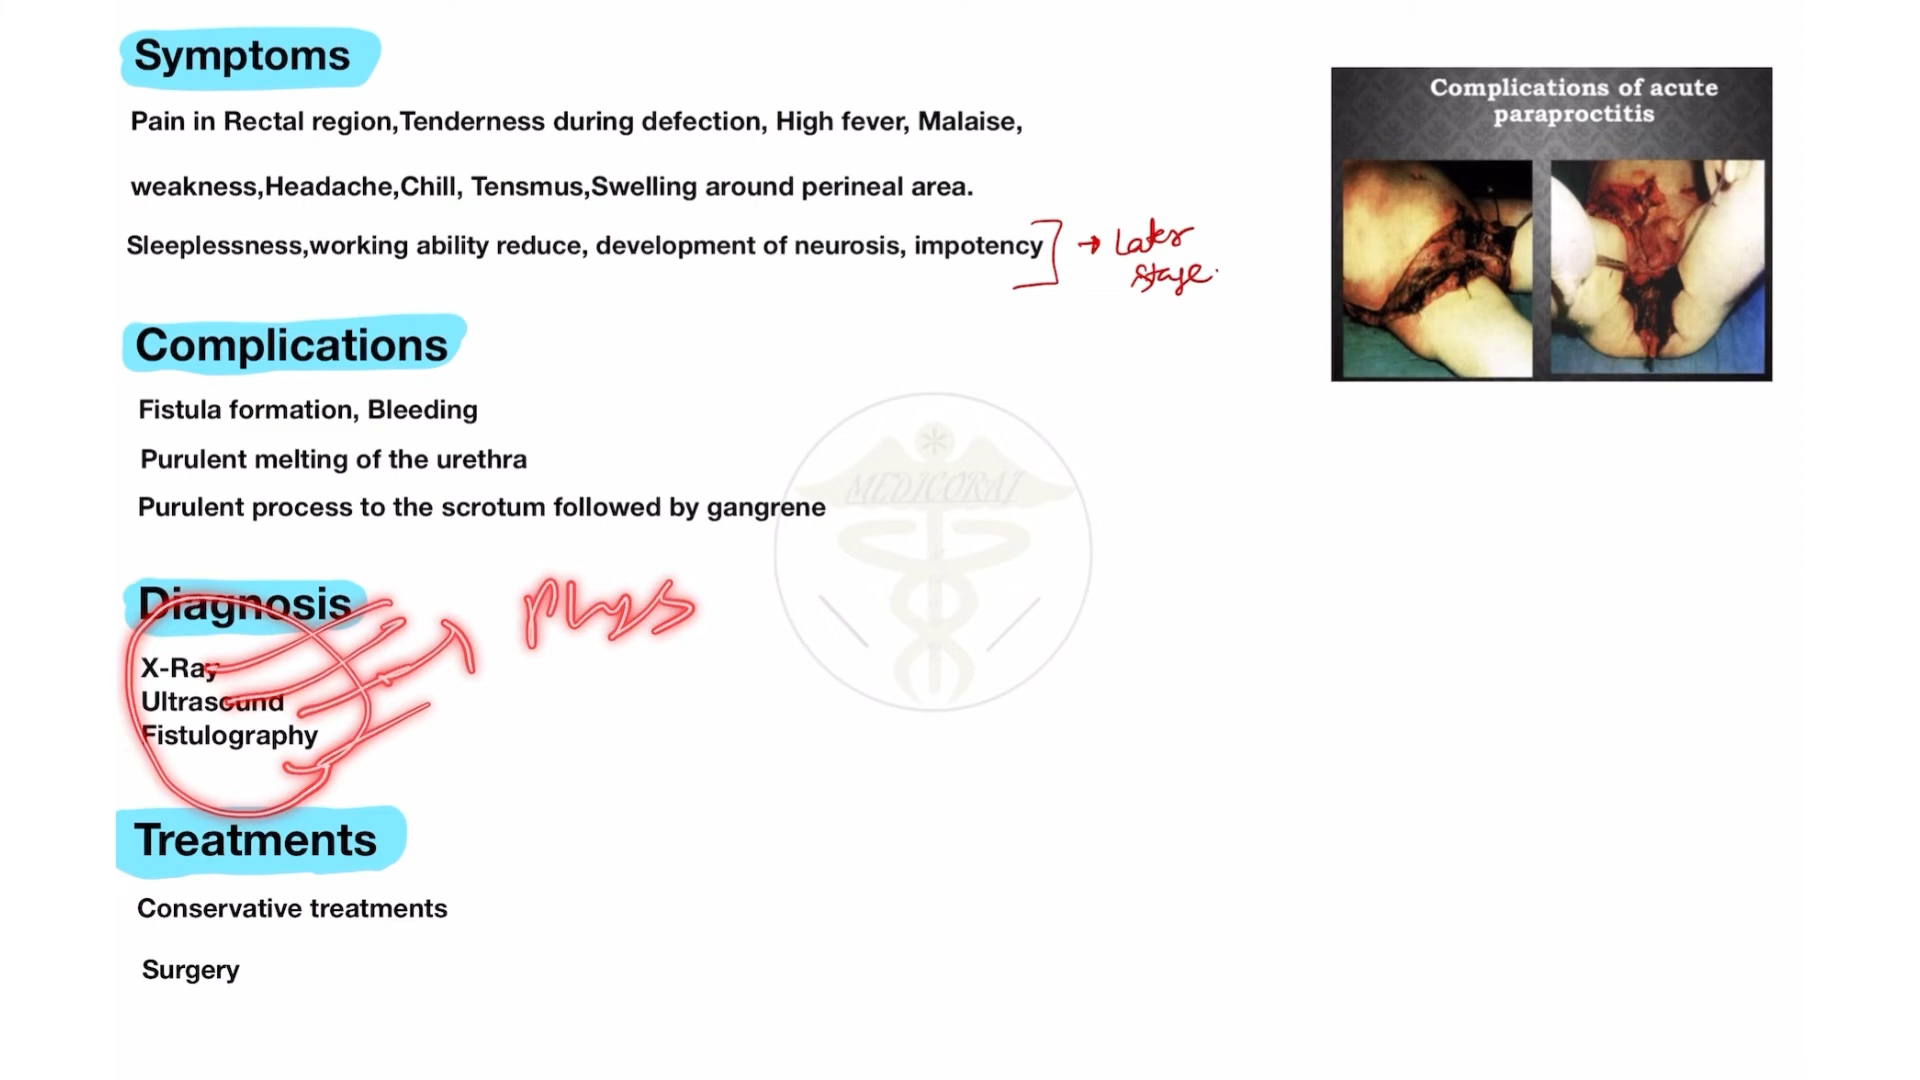 Symptoms
Pain in Rectal region,Tenderness during defection, High fever, Malaise,
weakness,Headache,Chill, Tensmus,Swelling around perineal area.
Sleeplessness,working ability reduce, development of neurosis, impotency
→ Later
stage.
Complications of acute
paraproctitis
Complications
Fistula formation, Bleeding
Purulent melting of the urethra
Purulent process to the scrotum followed by gangrene
MEDICORAI
Diagnosis
Phys
X-Ray
Ultrasound
Fistulography
Treatments
Conservative treatments
Surgery